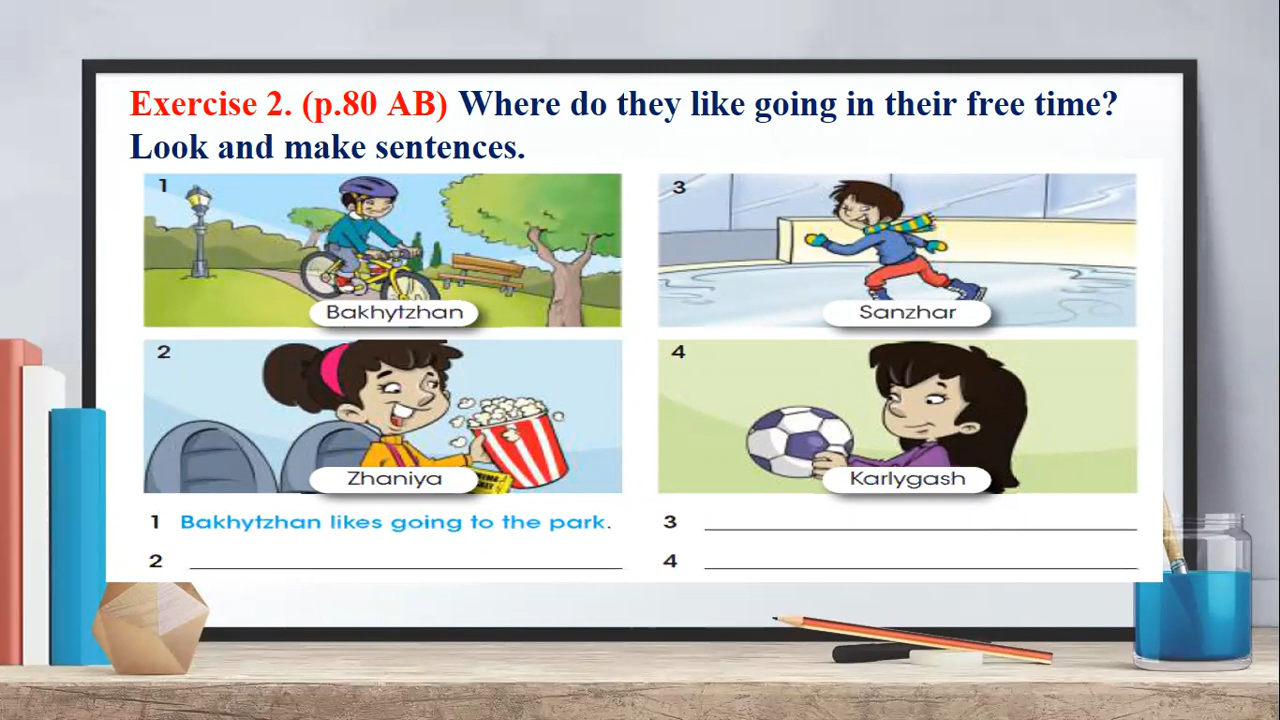 Exercise 2. (p.80 AB) Where do they like going in their free time?
Look and make sentences.
1
Bakhytzhan
3
Sanzhar
2
Zhaniya
4
Karlygash
1 Bakhytzhan likes going to the park.
2
3
4